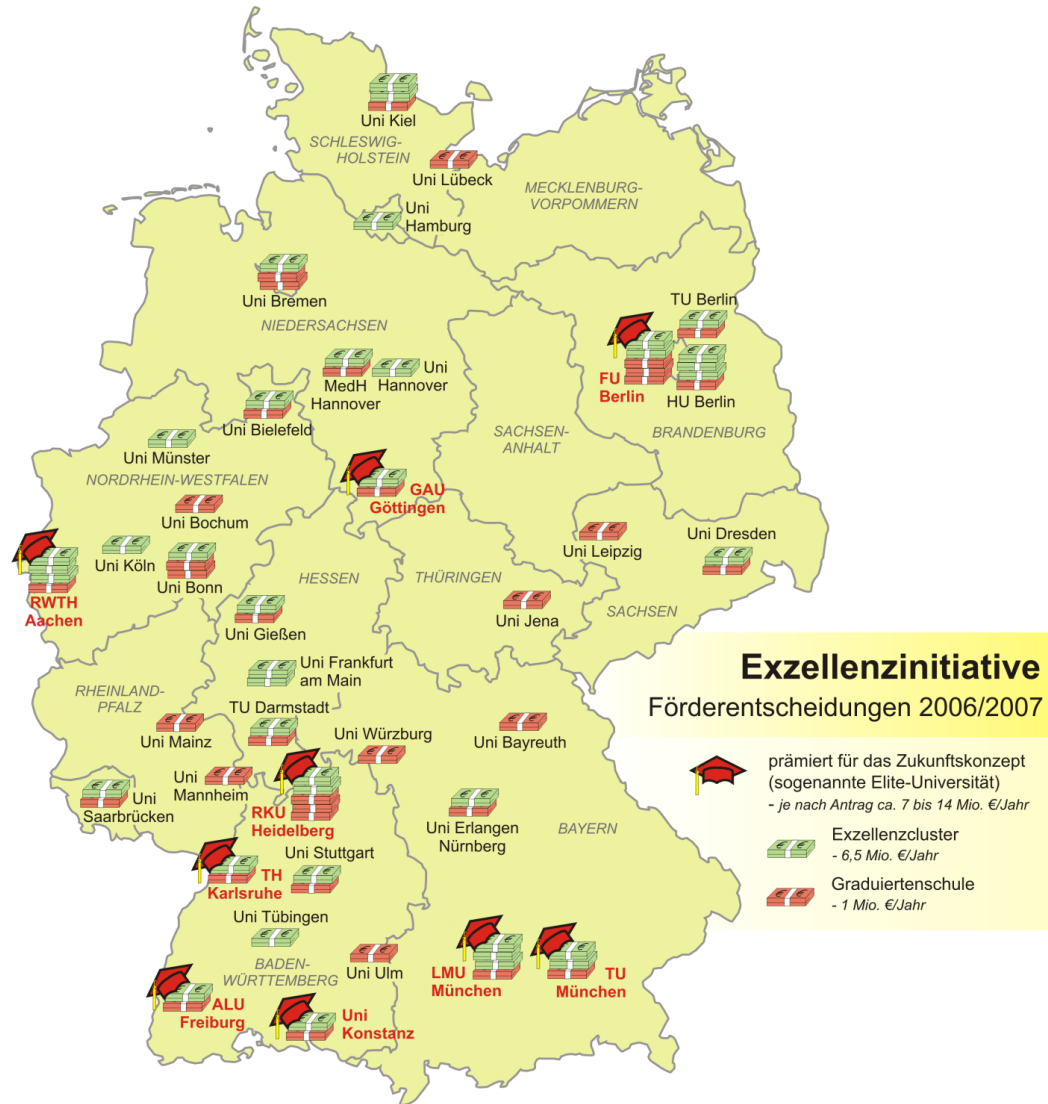 Uni Kiel
SCHLESWIG-
HOLSTEIN
Uni Lübeck
MECKLENBURG-
VORPOMMERN
Uni
Hamburg
Uni Bremen
NIEDERSACHSEN
TU Berlin
FU
Berlin
HU Berlin
BRANDENBURG
MedH
Hannover
Uni
Hannover
Uni Bielefeld
SACHSEN-
ANHALT
Uni Münster
NORDRHEIN-WESTFALEN
GAU
Göttingen
Uni Bochum
Uni Leipzig
Uni Dresden
Uni Köln
Uni Bonn
RWTH
Aachen
HESSEN
THÜRINGEN
Uni Jena
SACHSEN
Uni Gießen
Uni Frankfurt
am Main
RHEINLAND-
PFALZ
TU Darmstadt
Uni Mainz
Uni Würzburg
Uni Bayreuth
Uni
Mannheim
Uni
Saarbrücken
RKU
Heidelberg
Uni Erlangen
Nürnberg
BAYERN
Uni Stuttgart
TH
Karlsruhe
Uni Tübingen
BADEN-
WÜRTTEMBERG
Uni Ulm
LMU
München
TU
München
ALU
Freiburg
Uni
Konstanz
Exzellenzinitiative
Förderentscheidungen 2006/2007
prämiert für das Zukunftskonzept
(sogenannte Elite-Universität)
- je nach Antrag ca. 7 bis 14 Mio. €/Jahr
Exzellenzcluster
- 6,5 Mio. €/Jahr
Graduiertenschule
- 1 Mio. €/Jahr